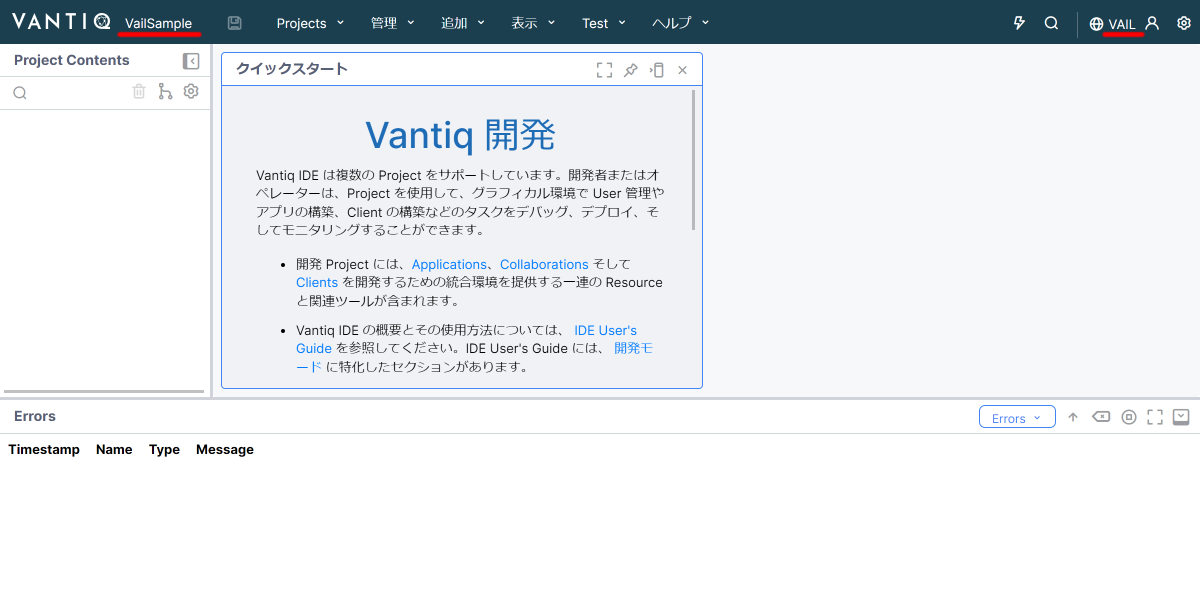 VANTIQ VailSample Projects 管理 追加 表示 Test ヘルプ VAIL
Project Contents
クイックスタート
Vantiq 開発
Vantiq IDE は複数の Project をサポートしています。開発者またはオ
ペレーターは、Project を使用して、グラフィカル環境で User 管理や
アプリの構築、Client の構築などのタスクをデバッグ、デプロイ、そ
してモニタリングすることができます。
• 開発 Project には、Applications、Collaborations そして
Clients を開発するための統合環境を提供する一連の Resource
と関連ツールが含まれます。
• Vantiq IDE の概要とその使用方法については、 IDE User's
Guide を参照してください。IDE User's Guide には、 開発モ
ード に特化したセクションがあります。
Errors
Errors
Timestamp Name Type Message